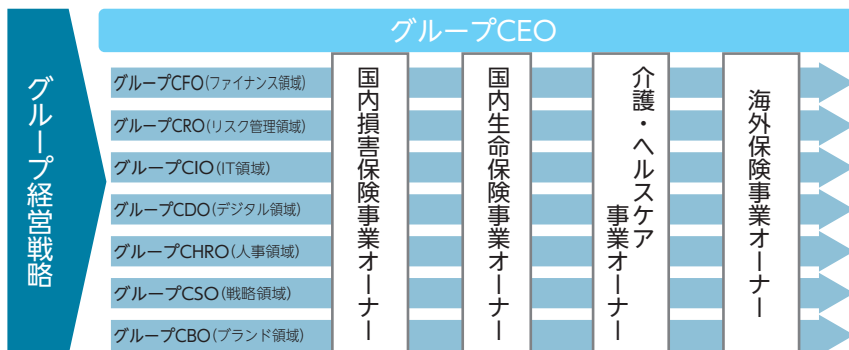 グループCEO
グループ経営戦略
グループCFO(ファイナンス領域)
グループCRO(リスク管理領域)
グループCIO(IT領域)
グループCDO(デジタル領域)
グループCHRO(人事領域)
グループCSO(戦略領域)
グループCBO(ブランド領域)
国内損害保険事業オーナー
国内生命保険事業オーナー
介護・ヘルスケア
事業オーナー
海外保険事業オーナー